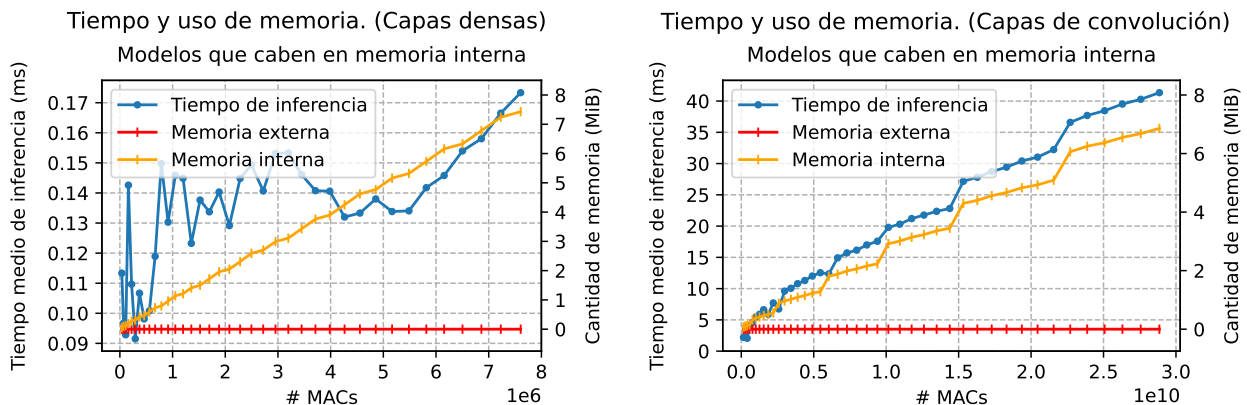 Tiempo y uso de memoria. (Capas densas)
Modelos que caben en memoria interna
Tiempo medio de inferencia (ms)
0.17
0.16
0.15
0.14
0.13
0.12
0.11
0.10
0.09
Tiempo de inferencia
Memoria externa
Memoria interna
8
7
6
5
4
3
2
1
0
Cantidad de memoria (MiB)
0 1 2 3 4 5 6 7 8
# MACs
1e6
Tiempo y uso de memoria. (Capas de convolución)
Modelos que caben en memoria interna
Tiempo medio de inferencia (ms)
40
35
30
25
20
15
10
5
0
Tiempo de inferencia
Memoria externa
Memoria interna
8
6
4
2
0
Cantidad de memoria (MiB)
0.0 0.5 1.0 1.5 2.0 2.5 3.0
# MACs
1e10